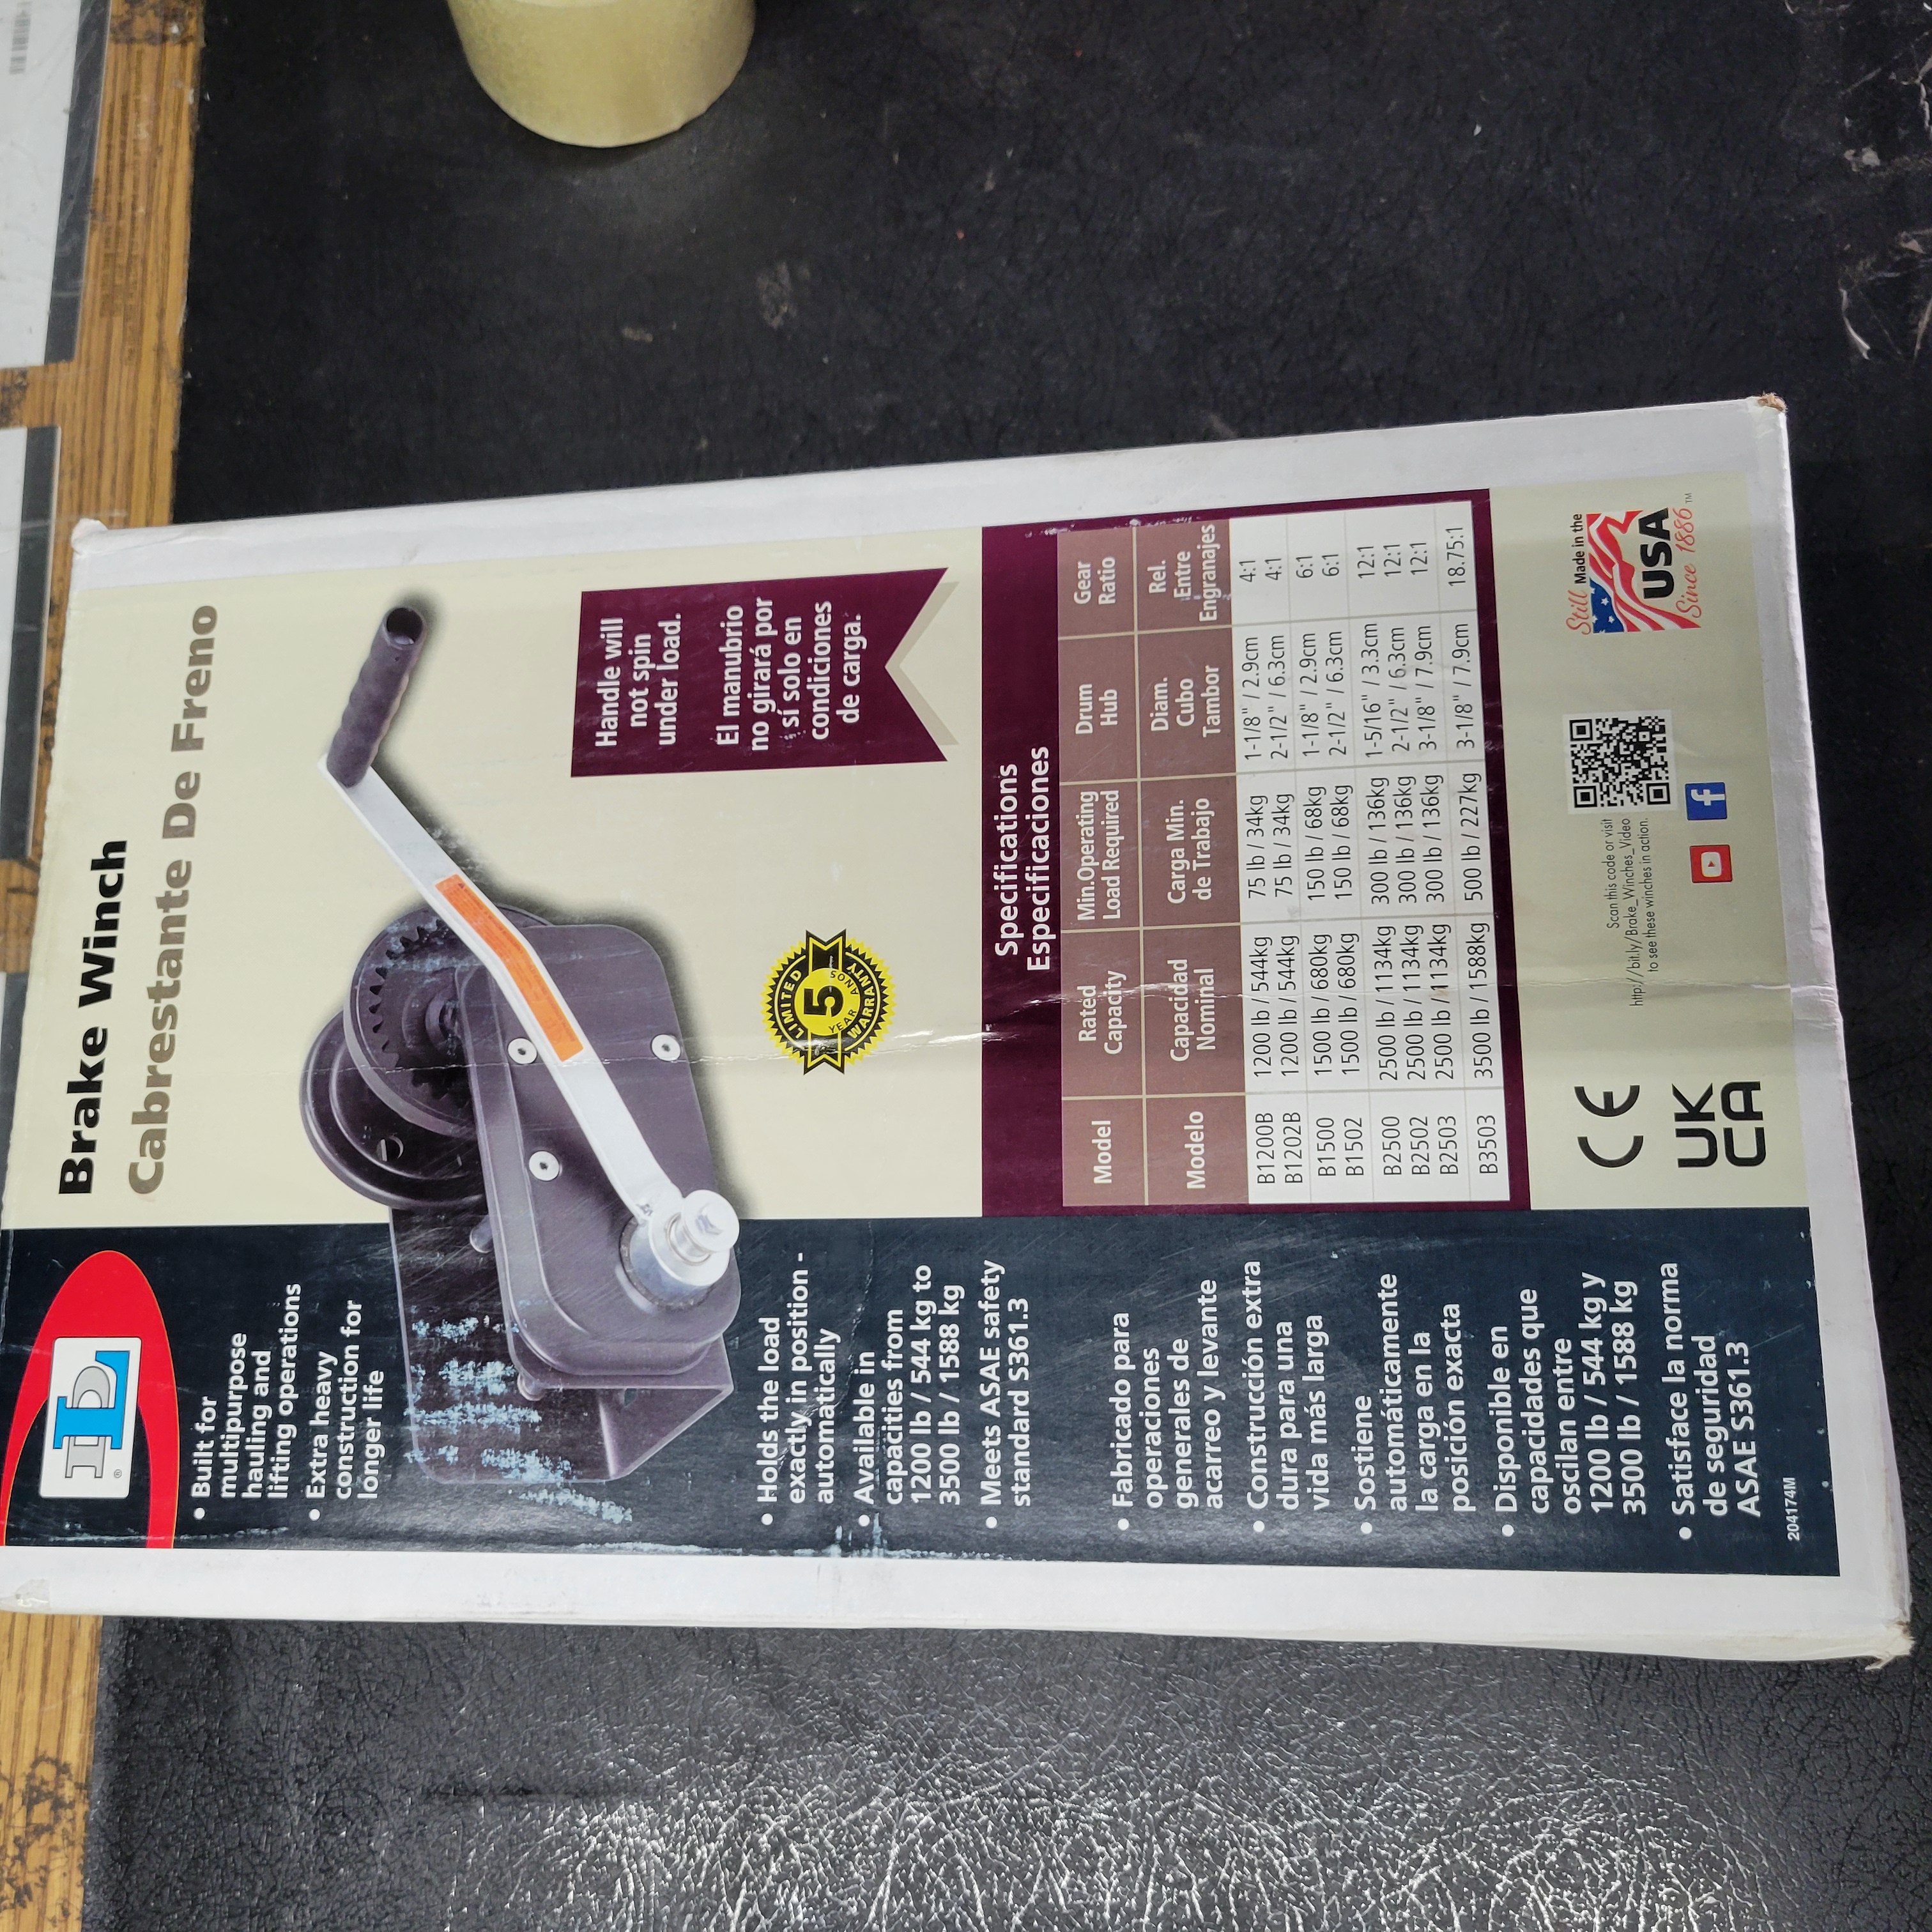 Brake Winch
Cabrestante De Freno
®
• Built for
multipurpose
hauling and
lifting operations
• Extra heavy
construction for
longer life
• Holds the load
exactly in position -
automatically
• Available in
capacities from
1200 lb / 544 kg to
3500 lb / 1588 kg
• Meets ASAE safety
standard S361.3
• Fabricado para
operaciones
generales de
acarreo y levante
• Construcción extra
dura para una
vida más larga
• Sostiene
automáticamente
la carga en la
posición exacta
• Disponible en
capacidades que
oscilan entre
1200 lb / 544 kg y
3500 lb / 1588 kg
• Satisface la norma
de seguridad
ASAE S361.3
204174M
Handle will
not spin
under load.
El manubrio
no girará por
sí solo en
condiciones
de carga.
LIMITED
5
YEAR AÑOS
WARRANTY
Specifications
Especificaciones
Model Rated Capacity Min.Operating Load Required Drum Hub Gear Ratio
Modelo Capacidad Nominal Carga Min. de Trabajo Diam. Cubo Tambor Rel. Entre Engranajes
B1200B 1200 lb / 544kg 75 lb / 34kg 1-1/8" / 2.9cm 4:1
B1202B 1200 lb / 544kg 75 lb / 34kg 2-1/2" / 6.3cm 4:1
B1500 1500 lb / 680kg 150 lb / 68kg 1-1/8" / 2.9cm 6:1
B1502 1500 lb / 680kg 150 lb / 68kg 2-1/2" / 6.3cm 6:1
B2500 2500 lb / 1134kg 300 lb / 136kg 1-5/16" / 3.3cm 12:1
B2502 2500 lb / 1134kg 300 lb / 136kg 2-1/2" / 6.3cm 12:1
B2503 2500 lb / 1134kg 300 lb / 136kg 3-1/8" / 7.9cm 12:1
B3503 3500 lb / 1588kg 500 lb / 227kg 3-1/8" / 7.9cm 18.75:1
CE
UK
CA
Scan this code or visit
http://bit.ly/Brake_Winches_Video
to see these winches in action.
f
Still Made in the
USA
Since 1886™